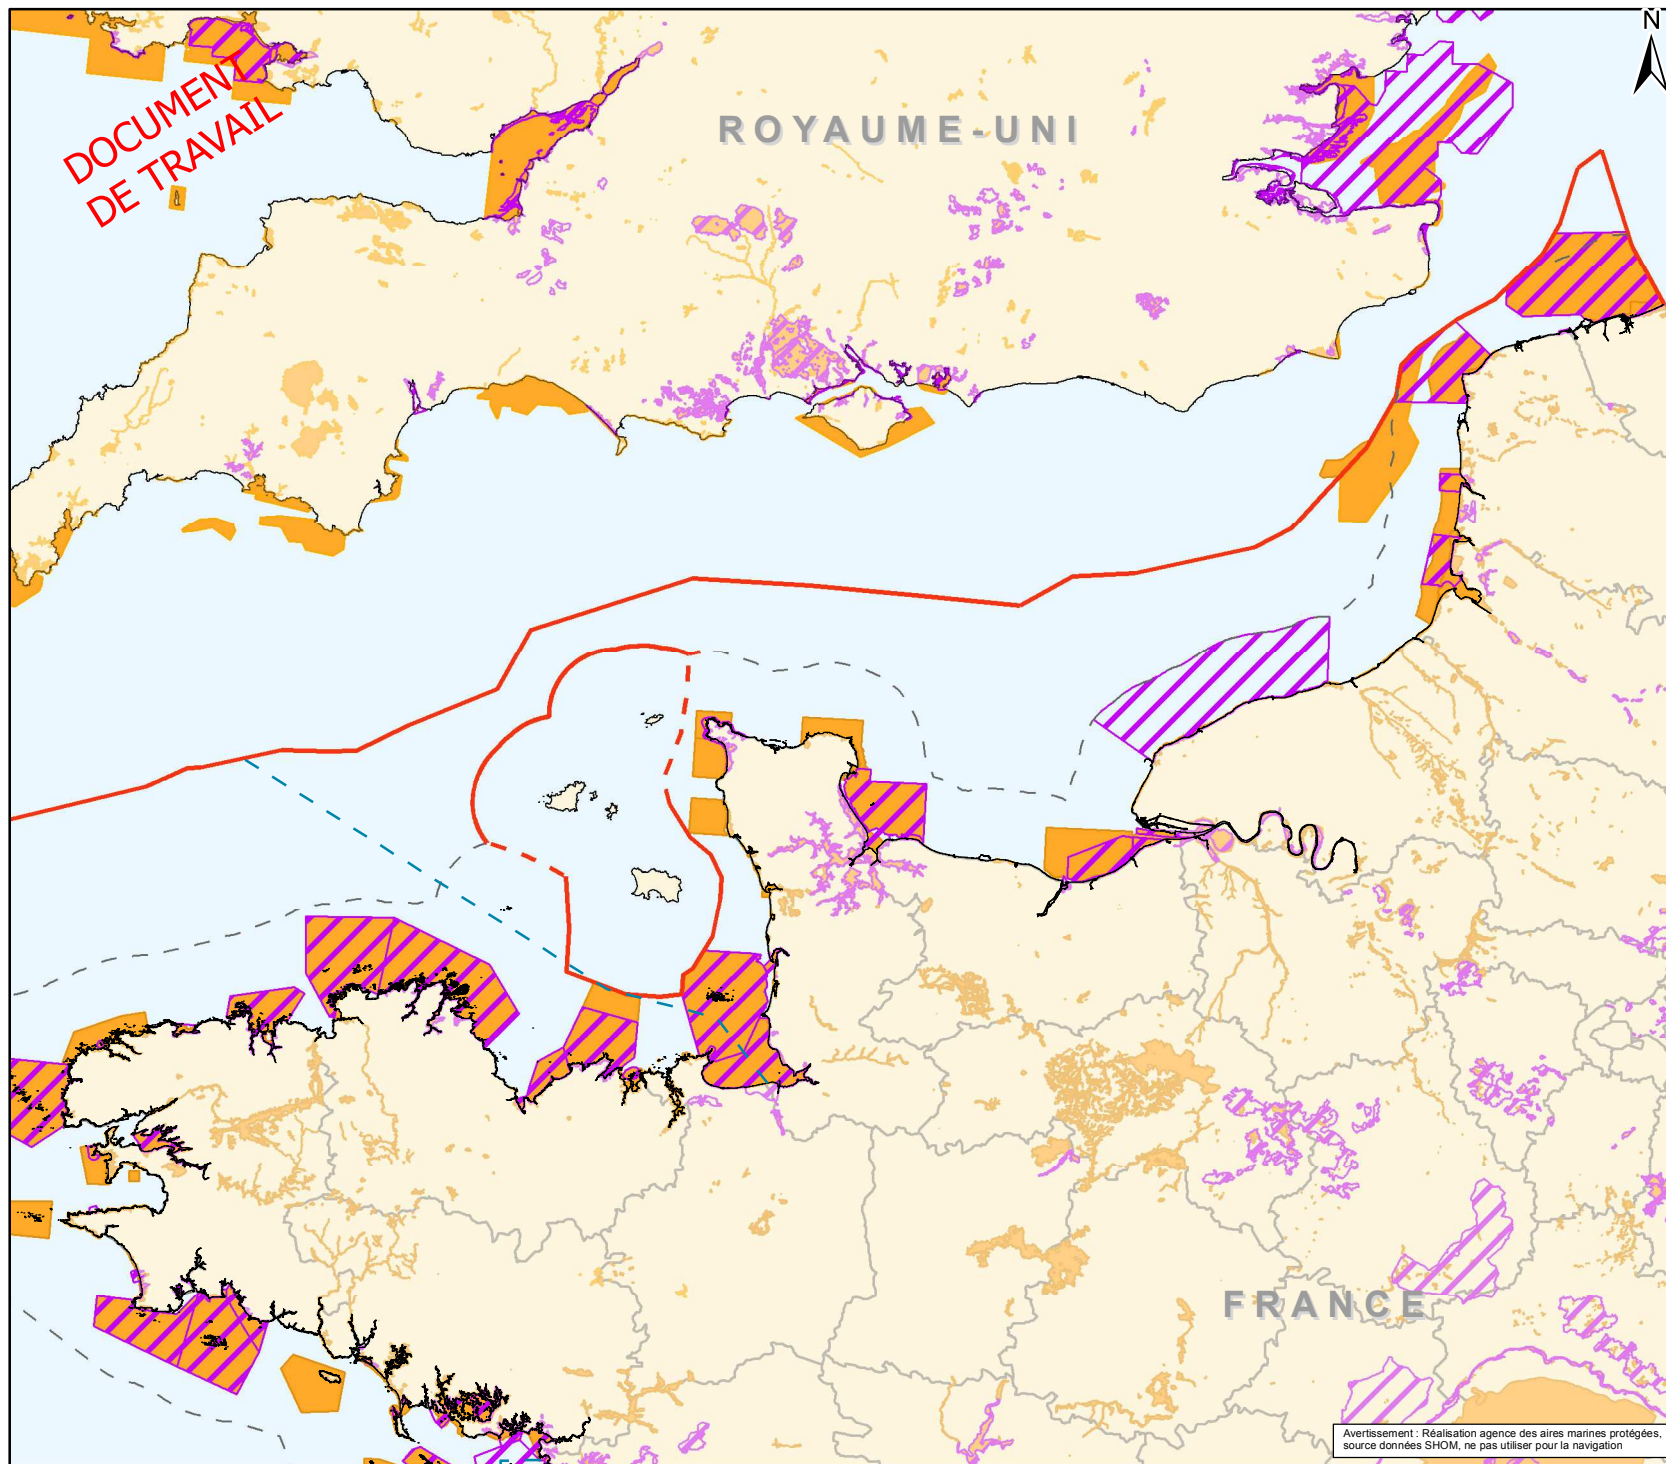 N
DOCUMENT
DE TRAVAIL
ROYAUME-UNI
FRANCE
Avertissement : Réalisation agence des aires marines protégées,
source données SHOM, ne pas utiliser pour la navigation